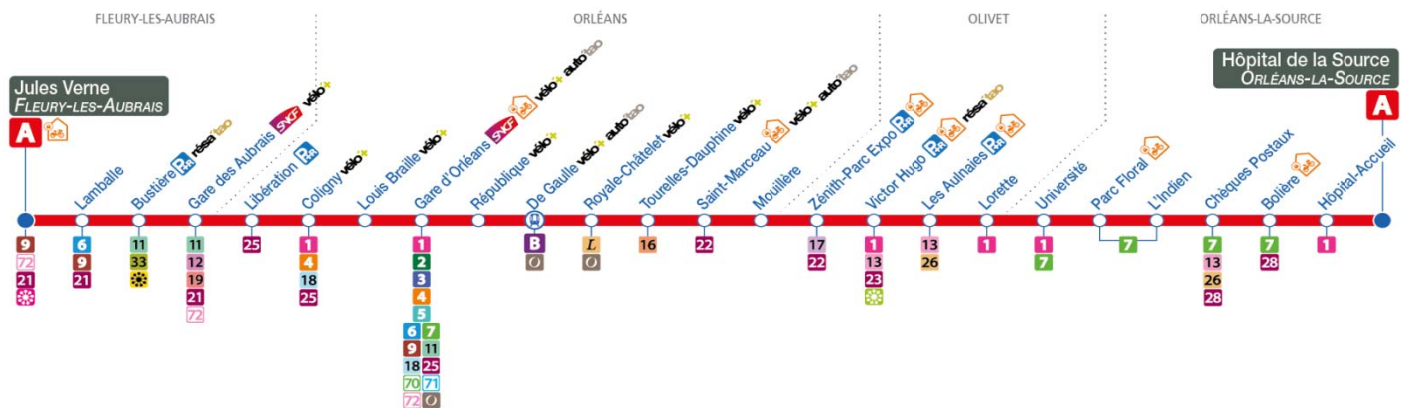 FLEURY-LES-AUBRAIS
ORLÉANS
OLIVET
ORLÉANS-LA-SOURCE
Jules Verne
FLEURY-LES-AUBRAIS
A
Hôpital de la Source
ORLÉANS-LA-SOURCE
A
Lamballe
Bustière P+R résa'tao
Gare des Aubrais SNCF vélo'+
Libération P+R
Coligny vélo'+
Louis Braille vélo'+
Gare d'Orléans SNCF vélo'+ auto'tao
République vélo'+
De Gaulle vélo'+ auto'tao
Royale-Châtelet vélo'+
Tourelles-Dauphine vélo'+
Saint-Marceau vélo'+ auto'tao
Mouillère
Zénith-Parc Expo P+R
Victor Hugo P+R résa'tao
Les Aulnaies P+R
Lorette
Université
Parc Floral
L'Indien
Chèques Postaux
Bolière
Hôpital-Accueil
9
72
21
6
9
21
11
33
11
12
19
21
72
25
1
4
18
25
1
2
3
4
5
6 7
9 11
18 25
70 71
72 O
B
O
L
O
16
22
17
22
1
13
23
13
26
1
1
7
7
7
13
26
28
7
28
1